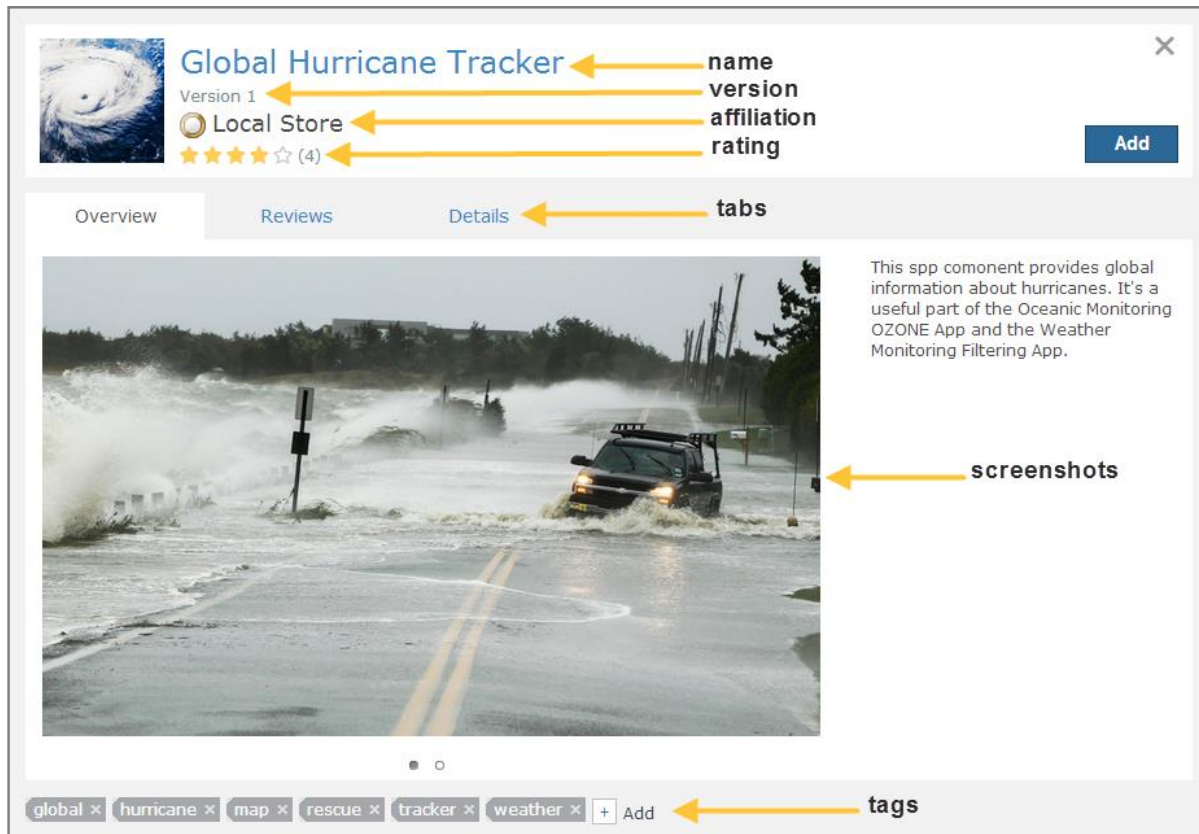 Global Hurricane Tracker
name
Version 1
version
Local Store
affiliation
(4)
rating
Add
Overview
Reviews
Details
tabs
This spp comonent provides global
information about hurricanes. It's a
useful part of the Oceanic Monitoring
OZONE App and the Weather
Monitoring Filtering App.
screenshots
global × hurricane × map × rescue × tracker × weather × + Add
tags